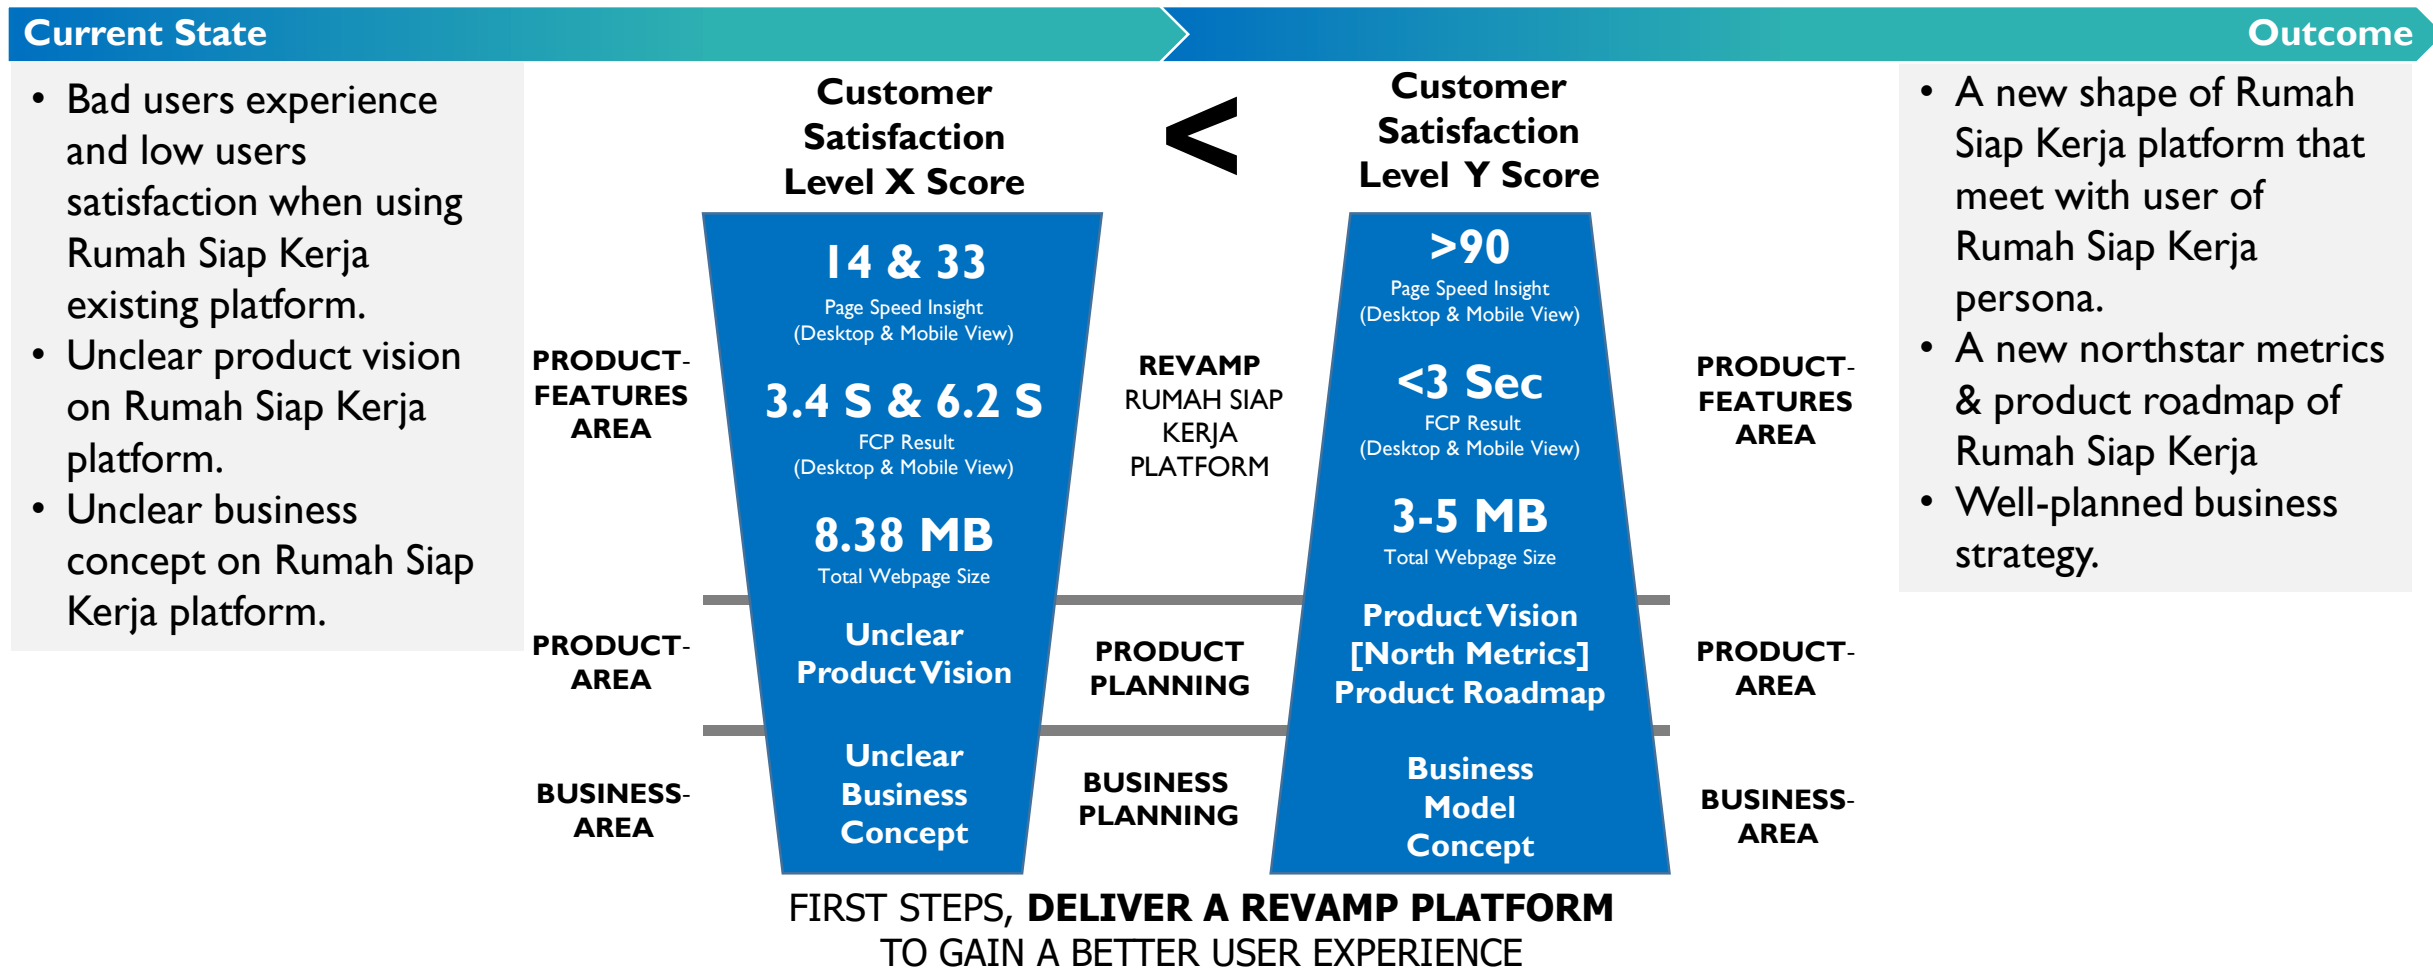 Current State
Outcome
• Bad users experience
and low users
satisfaction when using
Rumah Siap Kerja
existing platform.
• Unclear product vision
on Rumah Siap Kerja
platform.
• Unclear business
concept on Rumah Siap
Kerja platform.
PRODUCT-
FEATURES
AREA
PRODUCT-
AREA
BUSINESS-
AREA
Customer
Satisfaction
Level X Score
14 & 33
Page Speed Insight
(Desktop & Mobile View)
3.4 S & 6.2 S
FCP Result
(Desktop & Mobile View)
8.38 MB
Total Webpage Size
Unclear
Product Vision
Unclear
Business
Concept
<
REVAMP
RUMAH SIAP
KERJA
PLATFORM
PRODUCT
PLANNING
BUSINESS
PLANNING
Customer
Satisfaction
Level Y Score
>90
Page Speed Insight
(Desktop & Mobile View)
<3 Sec
FCP Result
(Desktop & Mobile View)
3-5 MB
Total Webpage Size
Product Vision
[North Metrics]
Product Roadmap
Business
Model
Concept
PRODUCT-
FEATURES
AREA
PRODUCT-
AREA
BUSINESS-
AREA
• A new shape of Rumah
Siap Kerja platform that
meet with user of
Rumah Siap Kerja
persona.
• A new northstar metrics
& product roadmap of
Rumah Siap Kerja
• Well-planned business
strategy.
FIRST STEPS, DELIVER A REVAMP PLATFORM
TO GAIN A BETTER USER EXPERIENCE